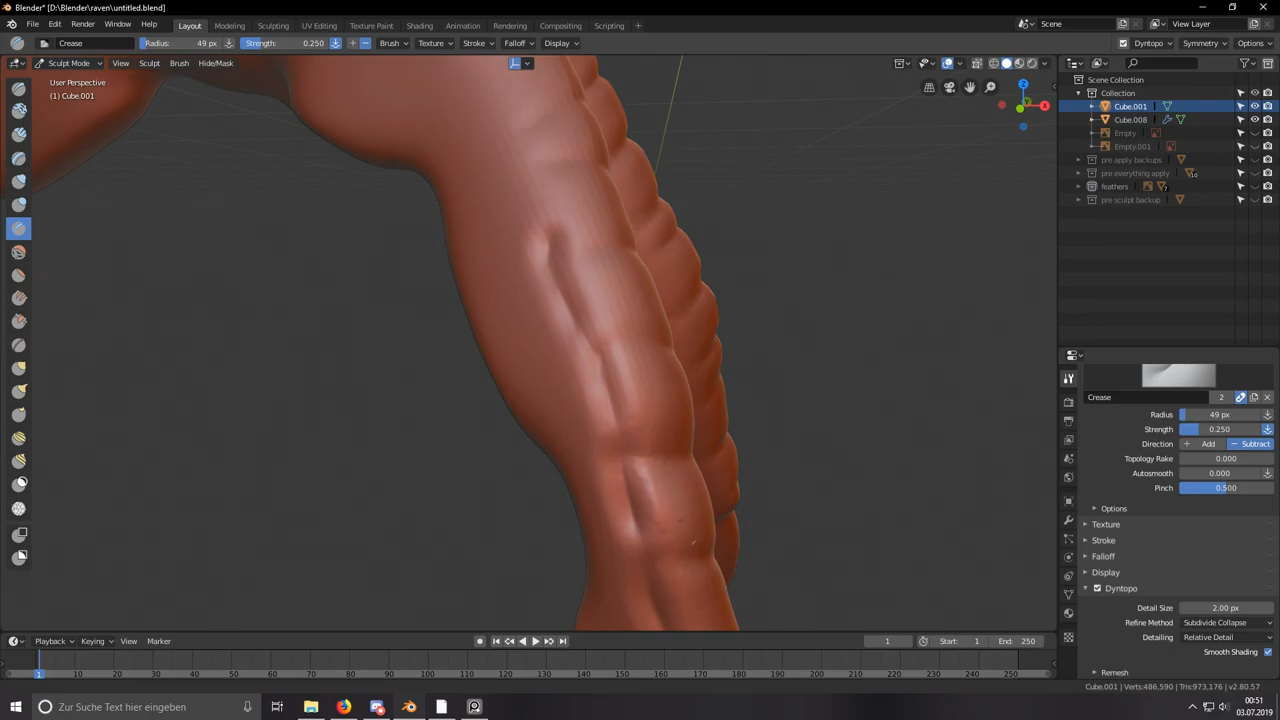 Blender* [D:\Blender\raven\untitled.blend]
File Edit Render Window Help Layout Modeling Sculpting UV Editing Texture Paint Shading Animation Rendering Compositing Scripting + Scene View Layer
Crease Radius: 49 px Strength: 0.250 Brush Texture Stroke Falloff Display Dyntopo Symmetry Options
Sculpt Mode View Sculpt Brush Hide/Mask
User Perspective
(1) Cube.001
X
Z
Scene Collection
Collection
Cube.001
Cube.008
Empty
Empty.001
pre apply backups
pre everything apply 10
feathers 7
pre sculpt backup
Crease 2
Radius 49 px
Strength 0.250
Direction + Add − Subtract
Topology Rake 0.000
Autosmooth 0.000
Pinch 0.500
Options
Texture
Stroke
Falloff
Display
Dyntopo
Detail Size 2.00 px
Refine Method Subdivide Collapse
Detailing Relative Detail
Smooth Shading
Remesh
Playback Keying View Marker 1 Start: 1 End: 250
1 10 20 30 40 50 60 70 80 90 100 110 120 130 140 150 160 170 180 190 200 210 220 230 240 250
Cube.001 | Verts:486,590 | Tris:973,176 | v2.80.57
Zur Suche Text hier eingeben
00:51
03.07.2019